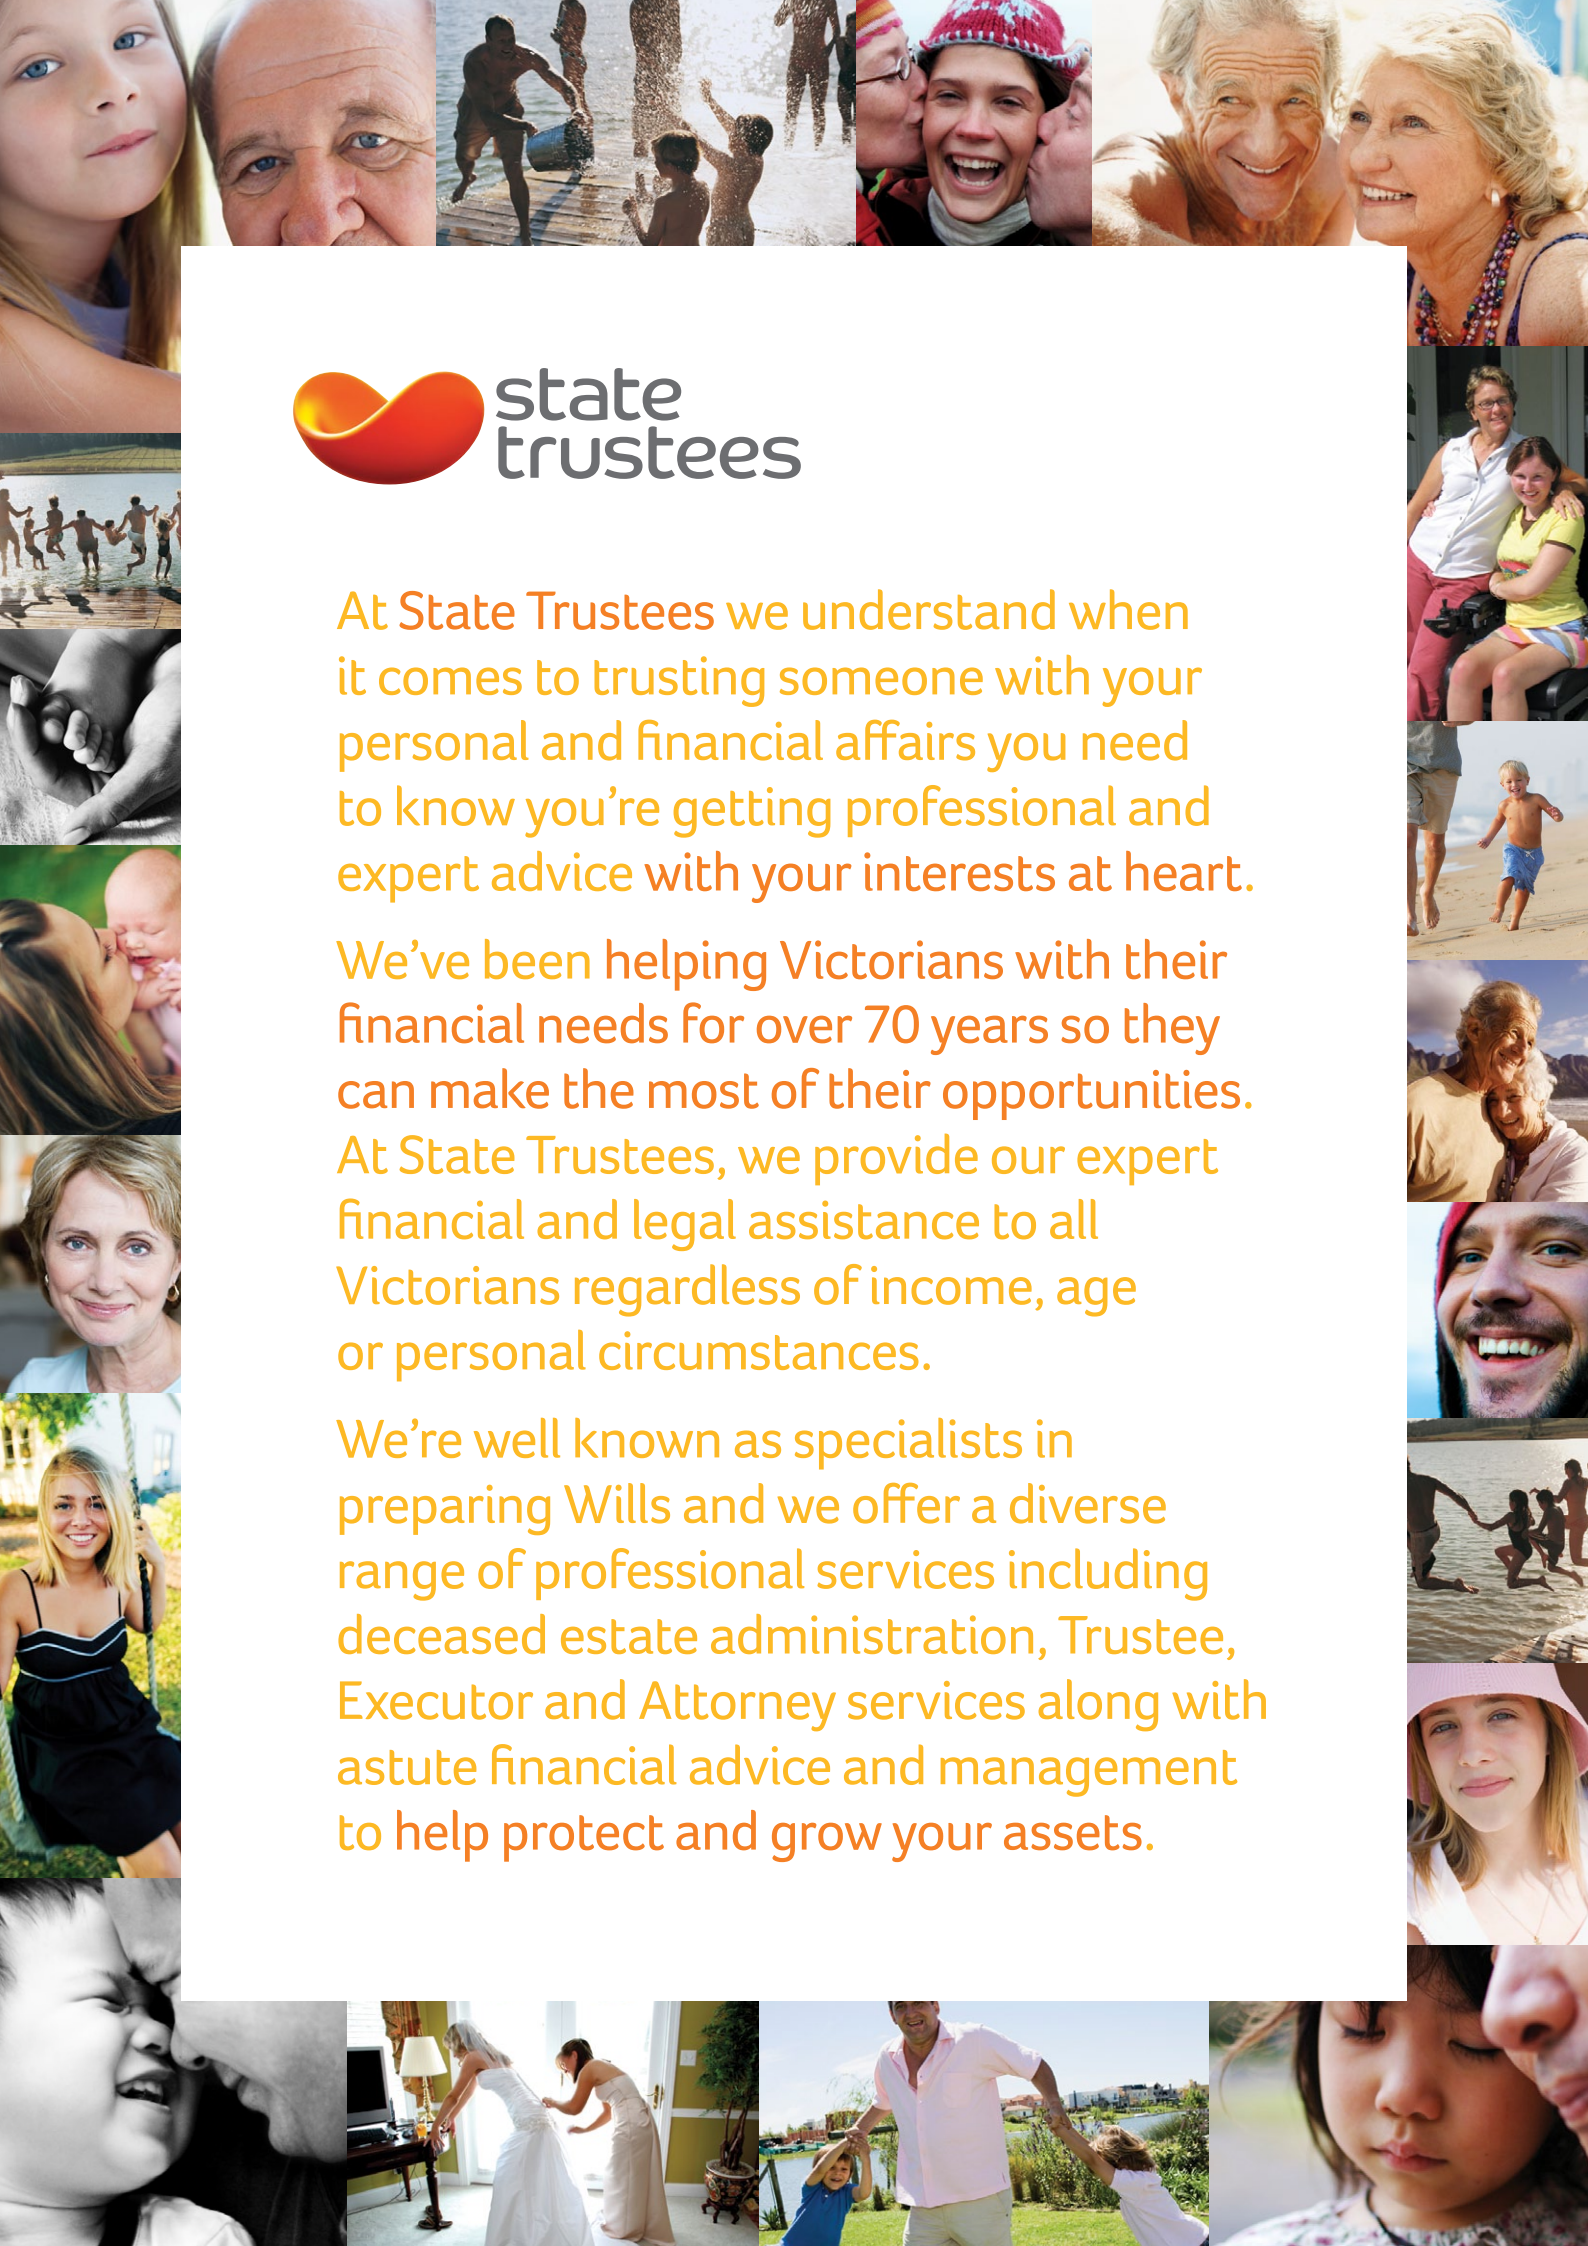 state
trustees
At State Trustees we understand when
it comes to trusting someone with your
personal and financial affairs you need
to know you’re getting professional and
expert advice with your interests at heart.
We’ve been helping Victorians with their
financial needs for over 70 years so they
can make the most of their opportunities.
At State Trustees, we provide our expert
financial and legal assistance to all
Victorians regardless of income, age
or personal circumstances.
We’re well known as specialists in
preparing Wills and we offer a diverse
range of professional services including
deceased estate administration, Trustee,
Executor and Attorney services along with
astute financial advice and management
to help protect and grow your assets.